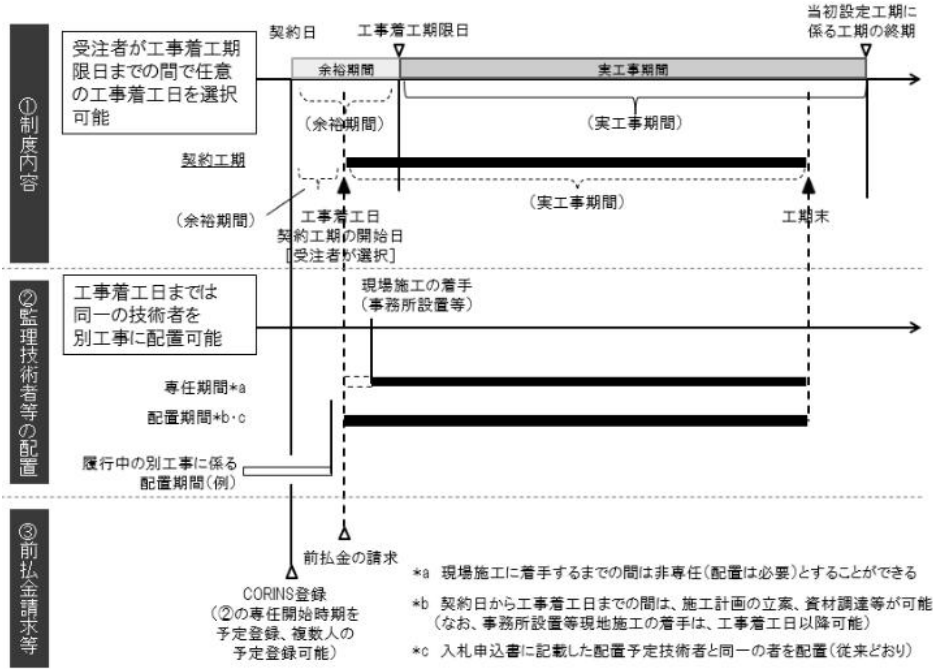 契約日
工事着工期限日
当初設定工期に
係る工期の終期
①制度内容
受注者が工事着工期
限日までの間で任意
の工事着工日を選択
可能
余裕期間
実工事期間
(余裕期間)
(実工事期間)
契約工期
(余裕期間)
(実工事期間)
工事着工日
契約工期の開始日
[受注者が選択]
工期末
②監理技術者等の配置
工事着工日までは
同一の技術者を
別工事に配置可能
現場施工の着手
(事務所設置等)
専任期間*a
配置期間*b・c
履行中の別工事に係る
配置期間(例)
③前払金請求等
前払金の請求
CORINS登録
(②の専任開始時期を
予定登録、複数人の
予定登録可能)
*a 現場施工に着手するまでの間は非専任(配置は必要)とすることができる
*b 契約日から工事着工日までの間は、施工計画の立案、資材調達等が可能
(なお、事務所設置等現地施工の着手は、工事着工日以降可能)
*c 入札申込書に記載した配置予定技術者と同一の者を配置(従来どおり)